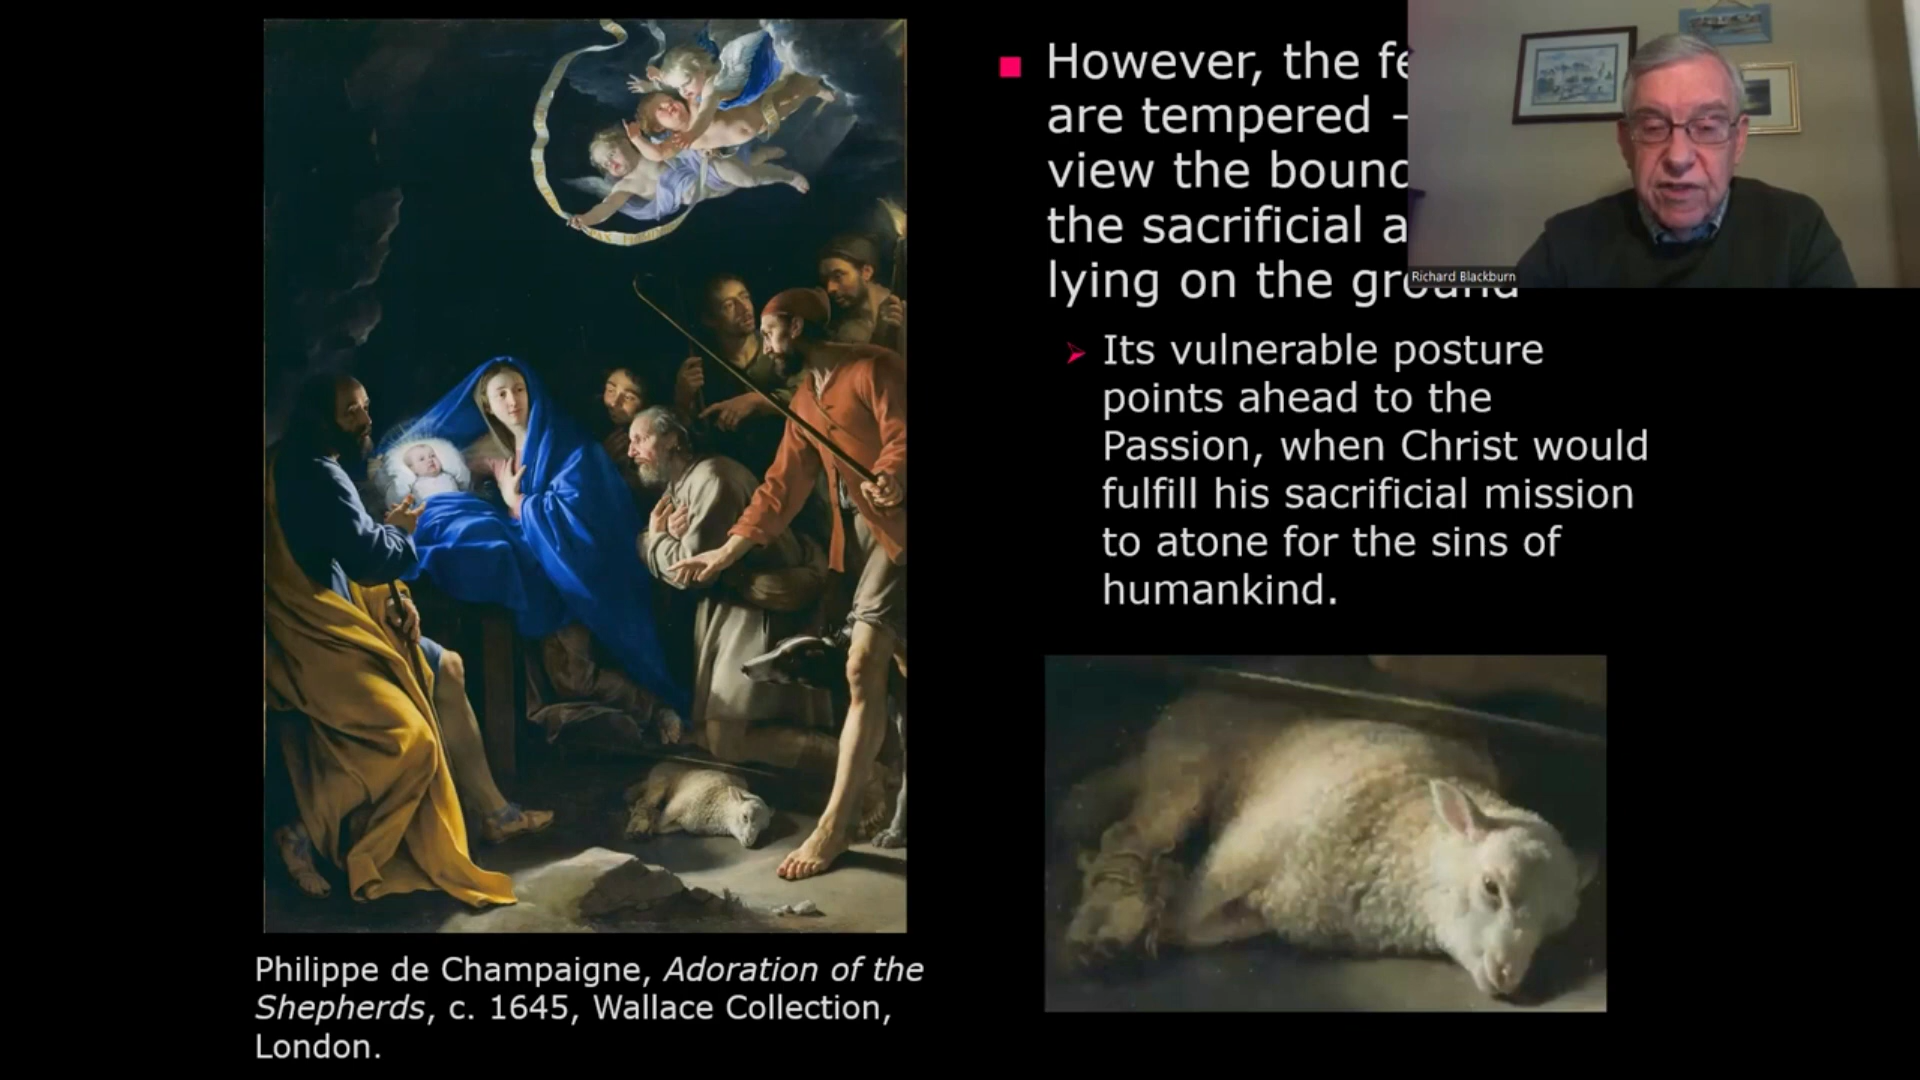 However, the
are tempered -
view the
the sacrificial
lying on the ground
Its vulnerable posture
points ahead to the
Passion, when Christ would
fulfill his sacrificial mission
to atone for the sins of
humankind.
Richard Blackburn
Philippe de Champaigne, Adoration of the
Shepherds, c. 1645, Wallace Collection,
London.